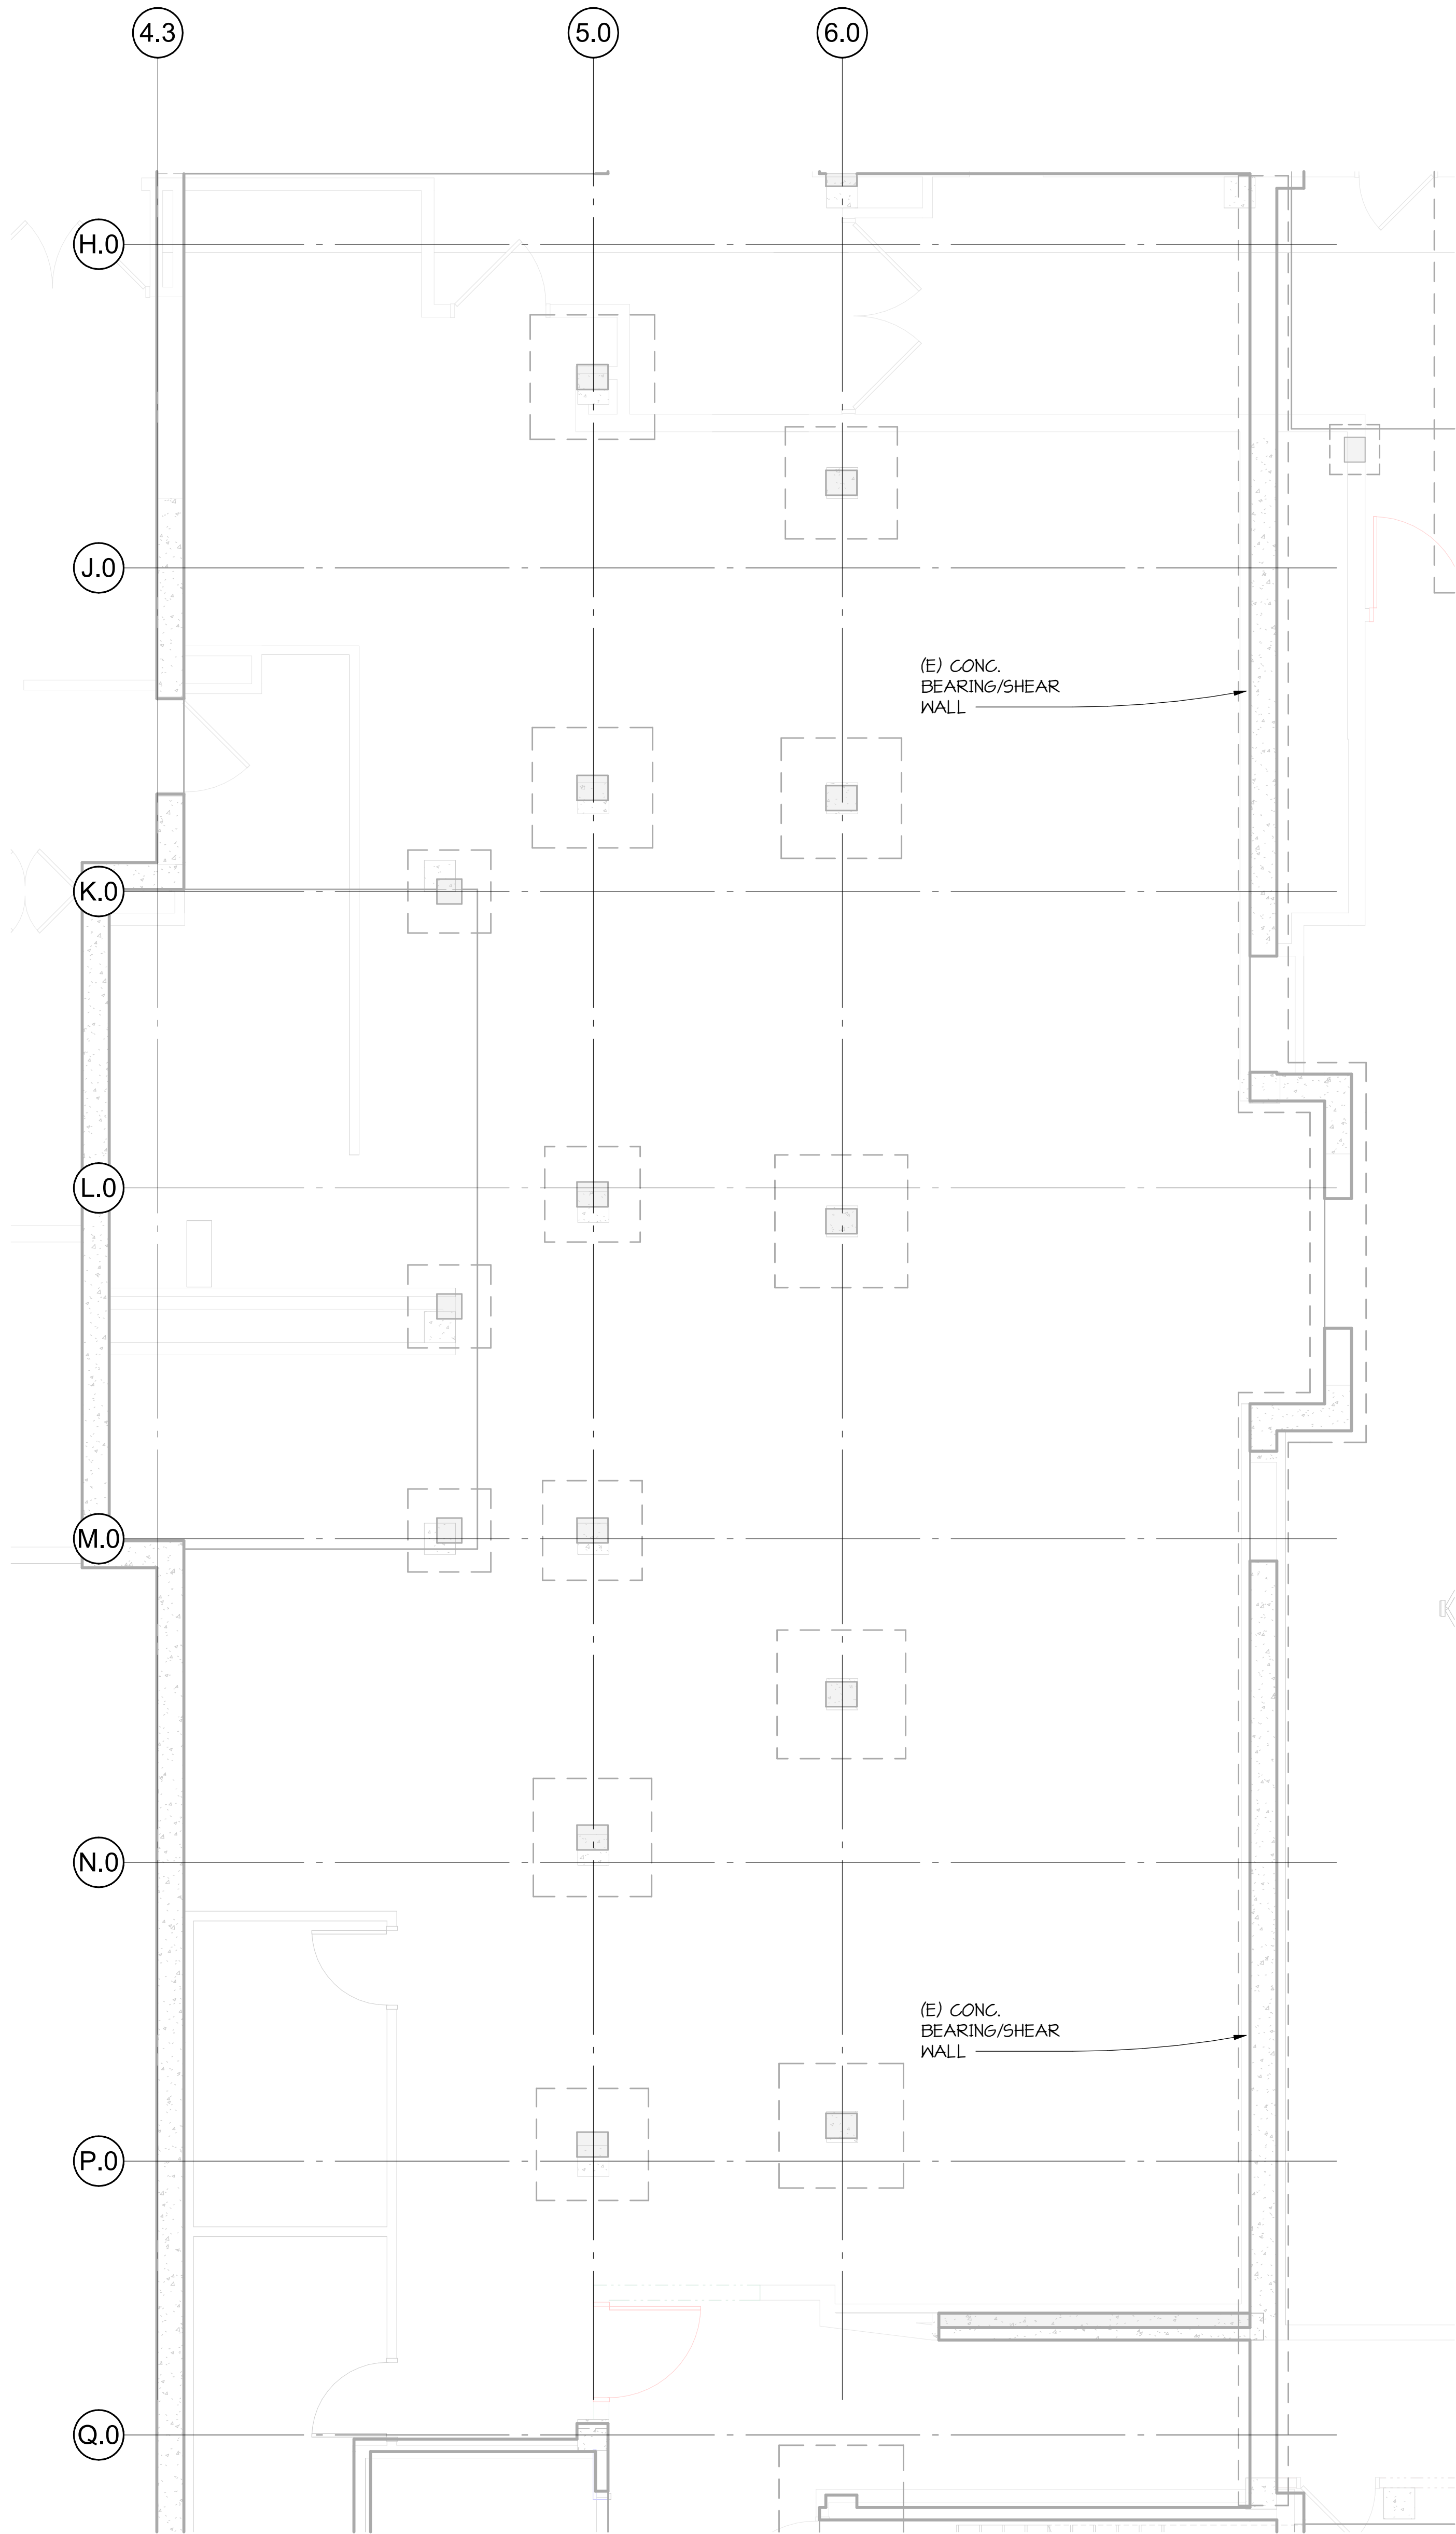 4.3
5.0
6.0
H.0
J.0
(E) CONC.
BEARING/SHEAR
WALL
K.0
L.0
M.0
N.0
(E) CONC.
BEARING/SHEAR
WALL
P.0
Q.0